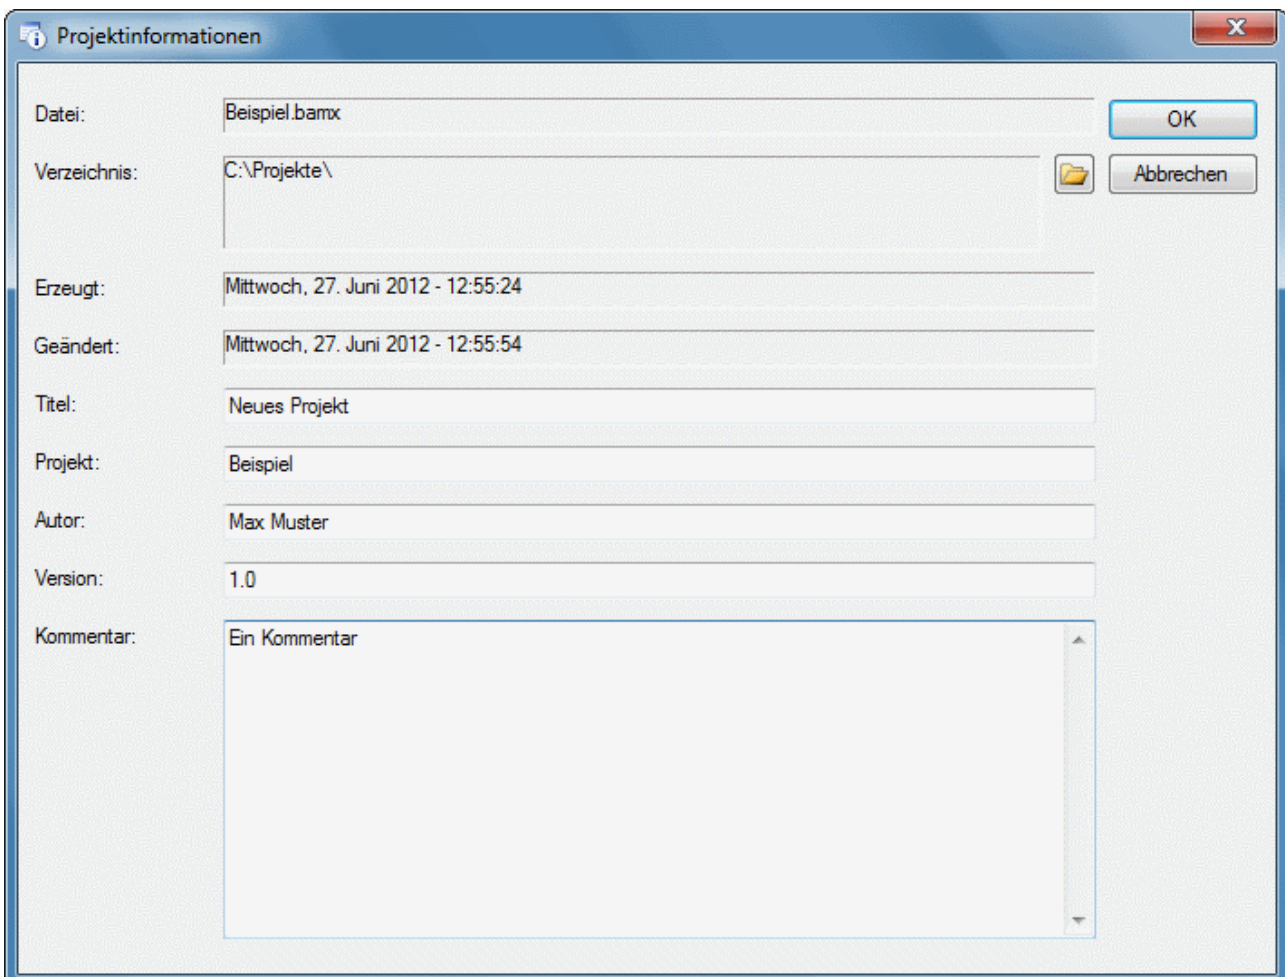 Projektinformationen
Datei: Beispiel.bamx OK
Verzeichnis: C:\Projekte\ Abbrechen
Erzeugt: Mittwoch, 27. Juni 2012 - 12:55:24
Geändert: Mittwoch, 27. Juni 2012 - 12:55:54
Titel: Neues Projekt
Projekt: Beispiel
Autor: Max Muster
Version: 1.0
Kommentar: Ein Kommentar